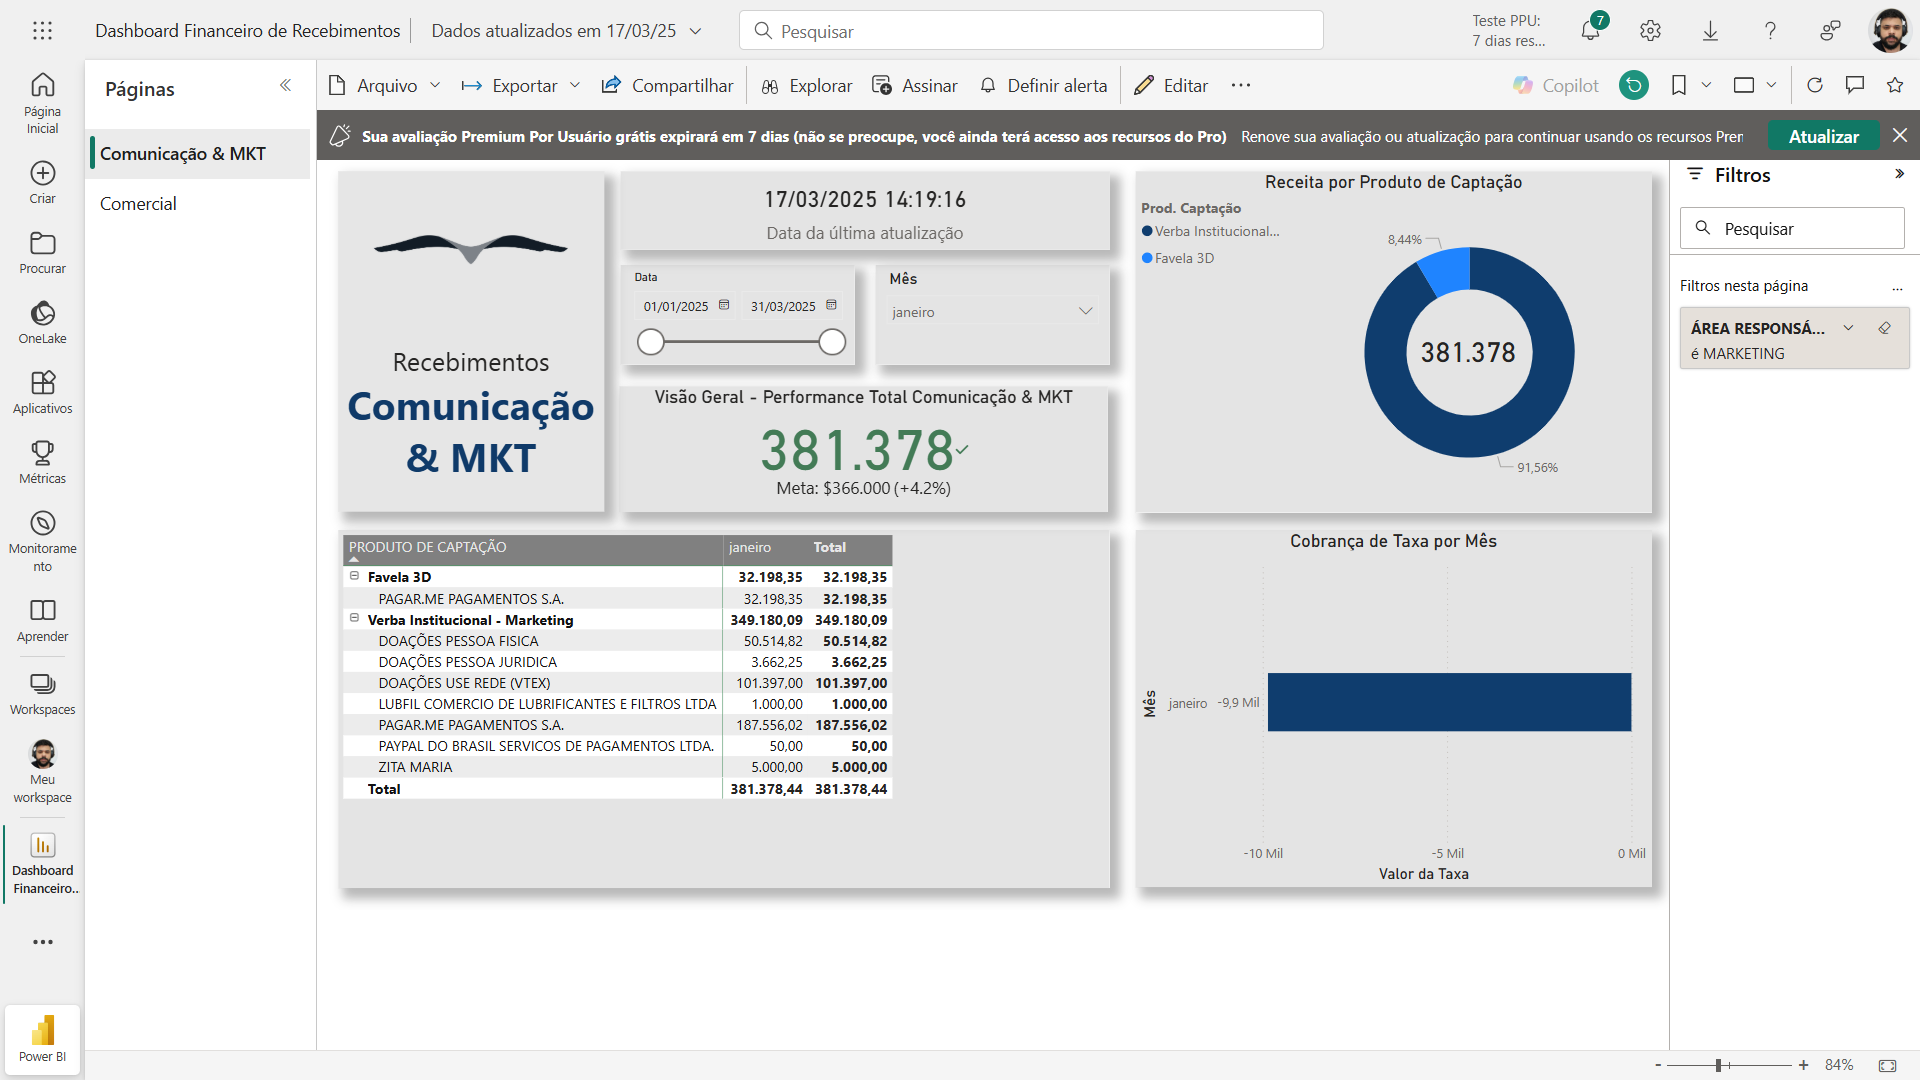 Dashboard Financeiro de Recebimentos
Dados atualizados em 17/03/25
Pesquisar
Teste PPU:
7 dias res...
7
Página
Inicial
Criar
Procurar
OneLake
Aplicativos
Métricas
Monitorame
nto
Aprender
Workspaces
Meu
workspace
Dashboard
Financeiro..
Power BI
Páginas
Comunicação & MKT
Comercial
Arquivo
Exportar
Compartilhar
Explorar
Assinar
Definir alerta
Editar
Copilot
Sua avaliação Premium Por Usuário grátis expirará em 7 dias (não se preocupe, você ainda terá acesso aos recursos do Pro) Renove sua avaliação ou atualização para continuar usando os recursos Prer
Atualizar
Recebimentos
Comunicação
& MKT
17/03/2025 14:19:16
Data da última atualização
Data
01/01/2025
31/03/2025
Mês
janeiro
Visão Geral - Performance Total Comunicação & MKT
381.378
Meta: $366.000 (+4.2%)
Receita por Produto de Captação
Prod. Captação
Verba Institucional...
Favela 3D
8,44%
381.378
91,56%
PRODUTO DE CAPTAÇÃO janeiro Total
Favela 3D 32.198,35 32.198,35
PAGAR.ME PAGAMENTOS S.A. 32.198,35 32.198,35
Verba Institucional - Marketing 349.180,09 349.180,09
DOAÇÕES PESSOA FISICA 50.514,82 50.514,82
DOAÇÕES PESSOA JURIDICA 3.662,25 3.662,25
DOAÇÕES USE REDE (VTEX) 101.397,00 101.397,00
LUBFIL COMERCIO DE LUBRIFICANTES E FILTROS LTDA 1.000,00 1.000,00
PAGAR.ME PAGAMENTOS S.A. 187.556,02 187.556,02
PAYPAL DO BRASIL SERVICOS DE PAGAMENTOS LTDA. 50,00 50,00
ZITA MARIA 5.000,00 5.000,00
Total 381.378,44 381.378,44
Cobrança de Taxa por Mês
Mês
janeiro
-9,9 Mil
-10 Mil
-5 Mil
0 Mil
Valor da Taxa
Filtros
Pesquisar
Filtros nesta página
...
ÁREA RESPONSÁ...
é MARKETING
- + 84%